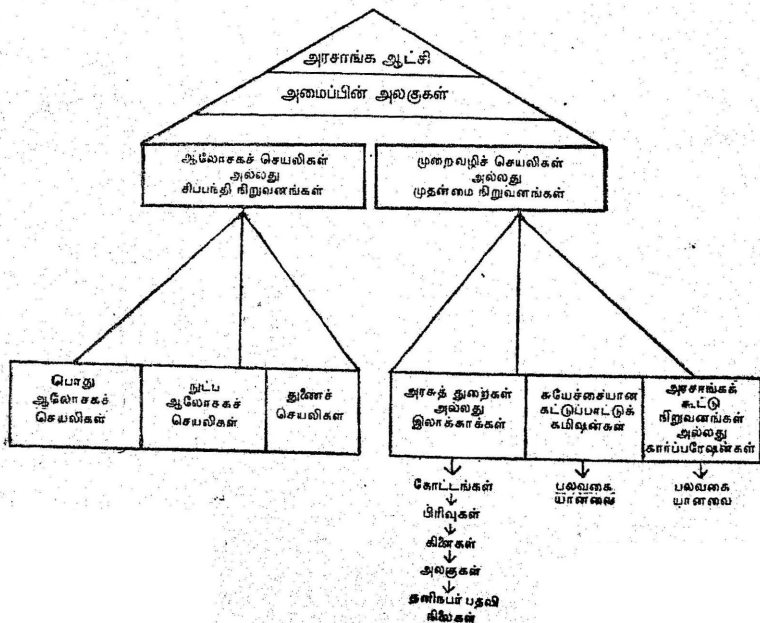 அரசாங்க ஆட்சி
அமைப்பின் அலகுகள்
ஆலோசகச் செயலிகள்
அல்லது
சிப்பந்தி நிறுவனங்கள்
முறைவழிச் செயலிகள்
அல்லது
முதன்மை நிறுவனங்கள்
பொது
ஆலோசகச்
செயலிகள்
நுட்ப
ஆலோசகச்
செயலிகள்
துணைச்
செயலிகள
அரசுத் துறைகள்
அல்லது
இலாக்காக்கள்
சுயேச்சையான
கட்டுப்பாட்டுக்
கமிஷன்கள்
அரசாங்கக்
கூட்டு
நிறுவனங்கள்
அல்லது
கார்ப்பரேஷன்கள்
கோட்டங்கள்
பிரிவுகள்
கிளைகள்
அலகுகள்
தனிநபர் பதவி
நிலைகள்
பலவகை
யானவை
பலவகை
யானவை